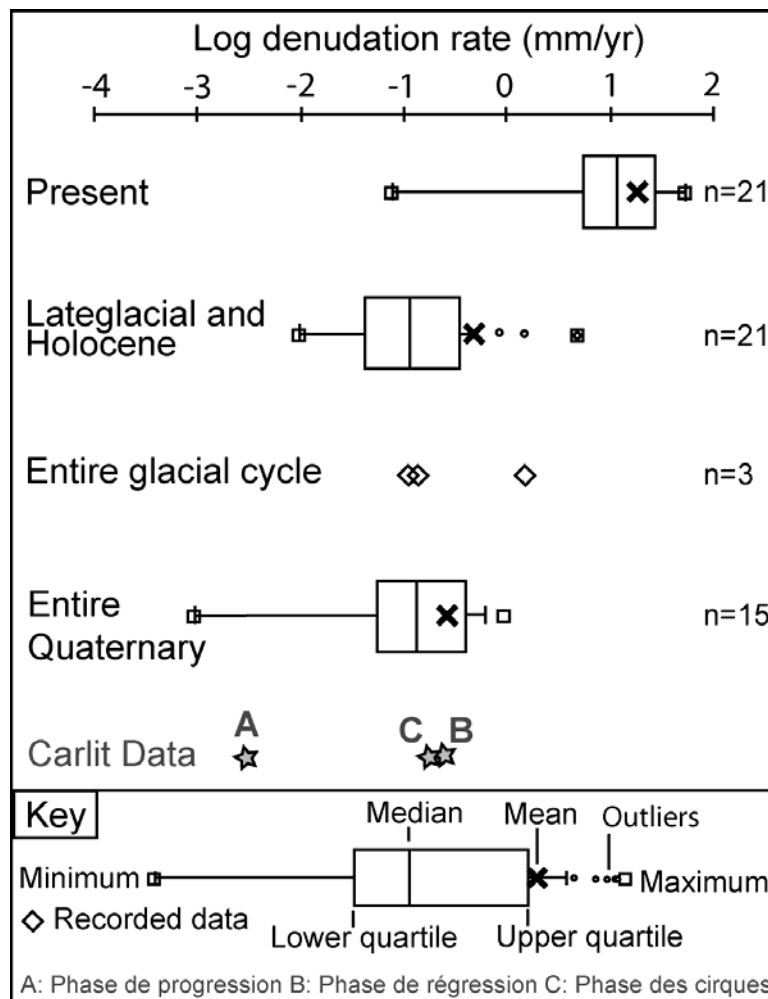 Log denudation rate (mm/yr)
-4 -3 -2 -1 0 1 2
Present n=21
Lateglacial and
Holocene n=21
Entire glacial cycle n=3
Entire
Quaternary n=15
A C B
Carlit Data
Key
Median Mean Outliers
Minimum Maximum
Recorded data
Lower quartile Upper quartile
A: Phase de progression B: Phase de régression C: Phase des cirques